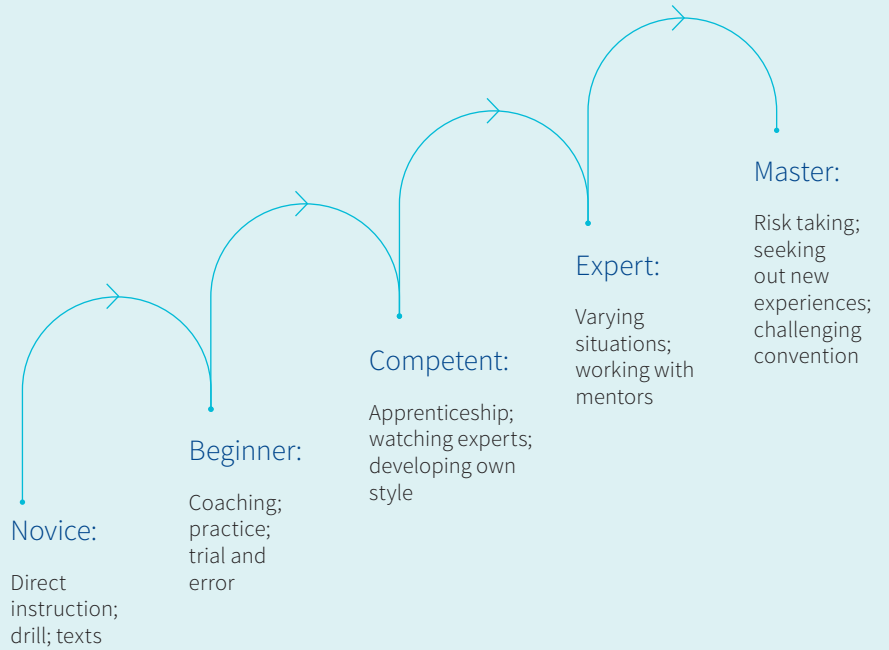 Novice:
Direct
instruction;
drill; texts
Beginner:
Coaching;
practice;
trial and
error
Competent:
Apprenticeship;
watching experts;
developing own
style
Expert:
Varying
situations;
working with
mentors
Master:
Risk taking;
seeking
out new
experiences;
challenging
convention